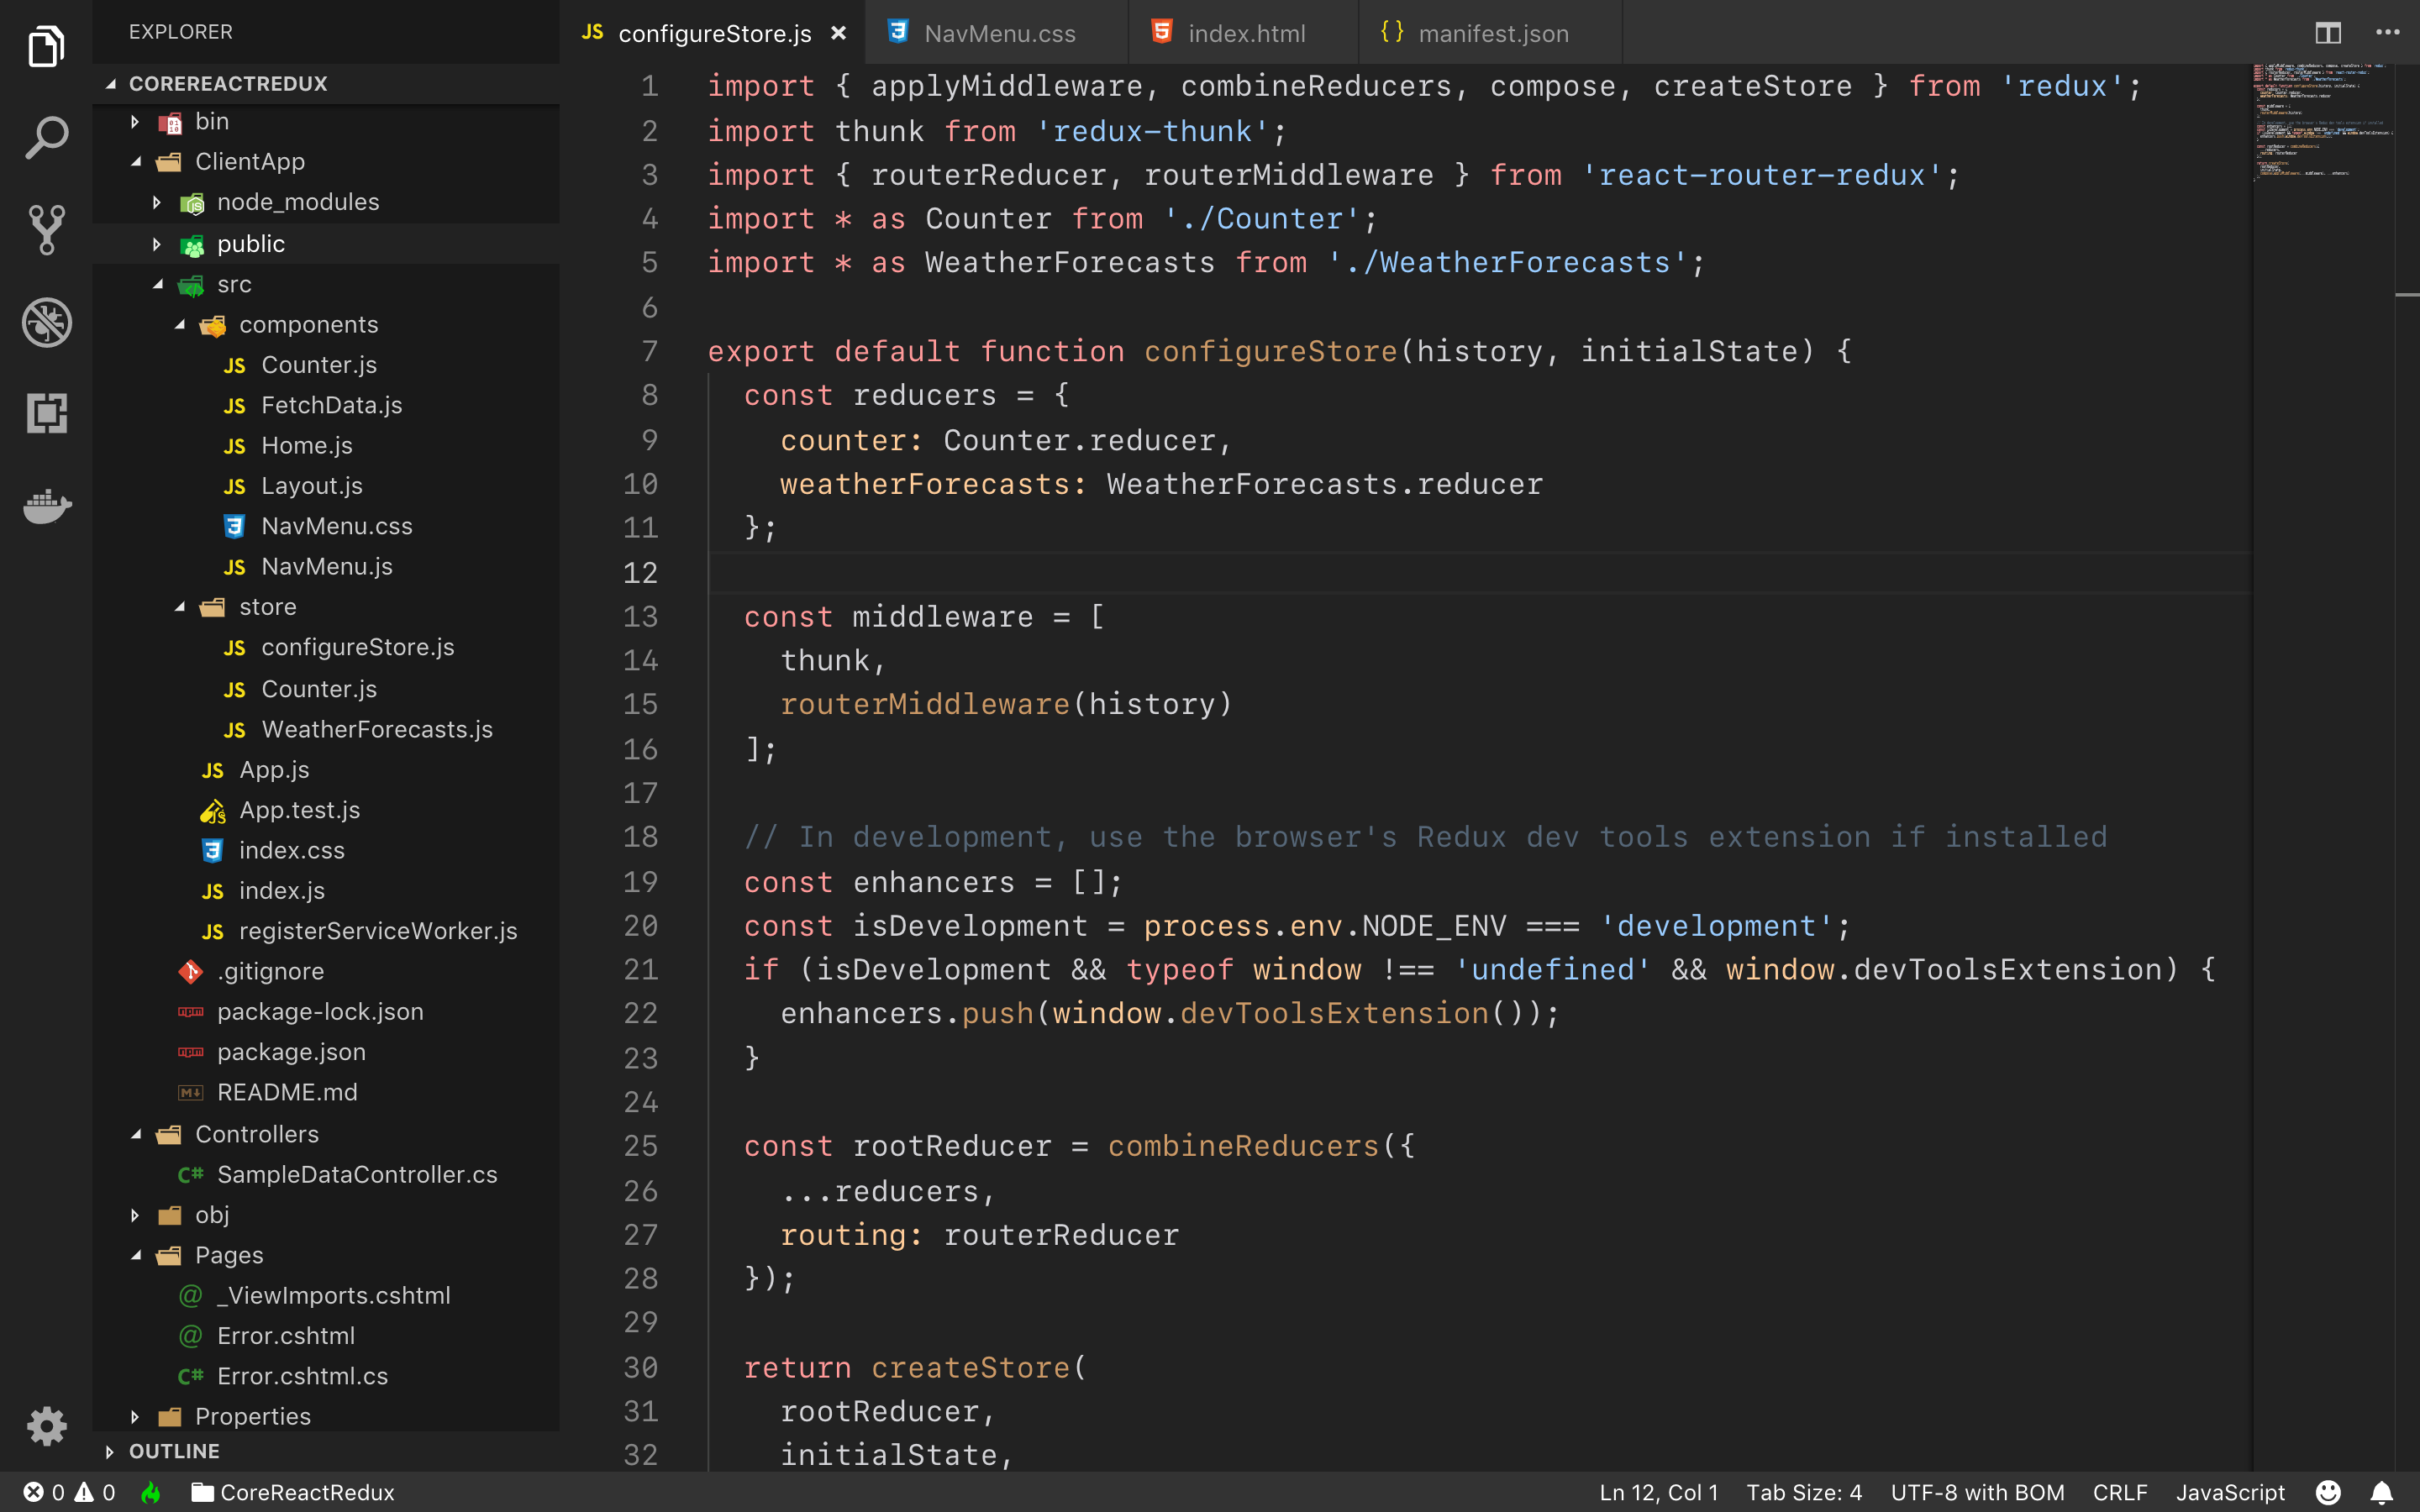 EXPLORER
COREREACTREDUX
bin
ClientApp
node_modules
public
src
components
JS Counter.js
JS FetchData.js
JS Home.js
JS Layout.js
NavMenu.css
JS NavMenu.js
store
JS configureStore.js
JS Counter.js
JS WeatherForecasts.js
JS App.js
App.test.js
index.css
JS index.js
JS registerServiceWorker.js
.gitignore
package-lock.json
package.json
README.md
Controllers
C# SampleDataController.cs
obj
Pages
@ _ViewImports.cshtml
@ Error.cshtml
C# Error.cshtml.cs
Properties
OUTLINE
JS configureStore.js × NavMenu.css index.html {} manifest.json
1 import { applyMiddleware, combineReducers, compose, createStore } from 'redux';
2 import thunk from 'redux-thunk';
3 import { routerReducer, routerMiddleware } from 'react-router-redux';
4 import * as Counter from './Counter';
5 import * as WeatherForecasts from './WeatherForecasts';
6
7 export default function configureStore(history, initialState) {
8 const reducers = {
9 counter: Counter.reducer,
10 weatherForecasts: WeatherForecasts.reducer
11 };
12
13 const middleware = [
14 thunk,
15 routerMiddleware(history)
16 ];
17
18 // In development, use the browser's Redux dev tools extension if installed
19 const enhancers = [];
20 const isDevelopment = process.env.NODE_ENV === 'development';
21 if (isDevelopment && typeof window !== 'undefined' && window.devToolsExtension) {
22 enhancers.push(window.devToolsExtension());
23 }
24
25 const rootReducer = combineReducers({
26 ...reducers,
27 routing: routerReducer
28 });
29
30 return createStore(
31 rootReducer,
32 initialState,
0 0 CoreReactRedux Ln 12, Col 1 Tab Size: 4 UTF-8 with BOM CRLF JavaScript